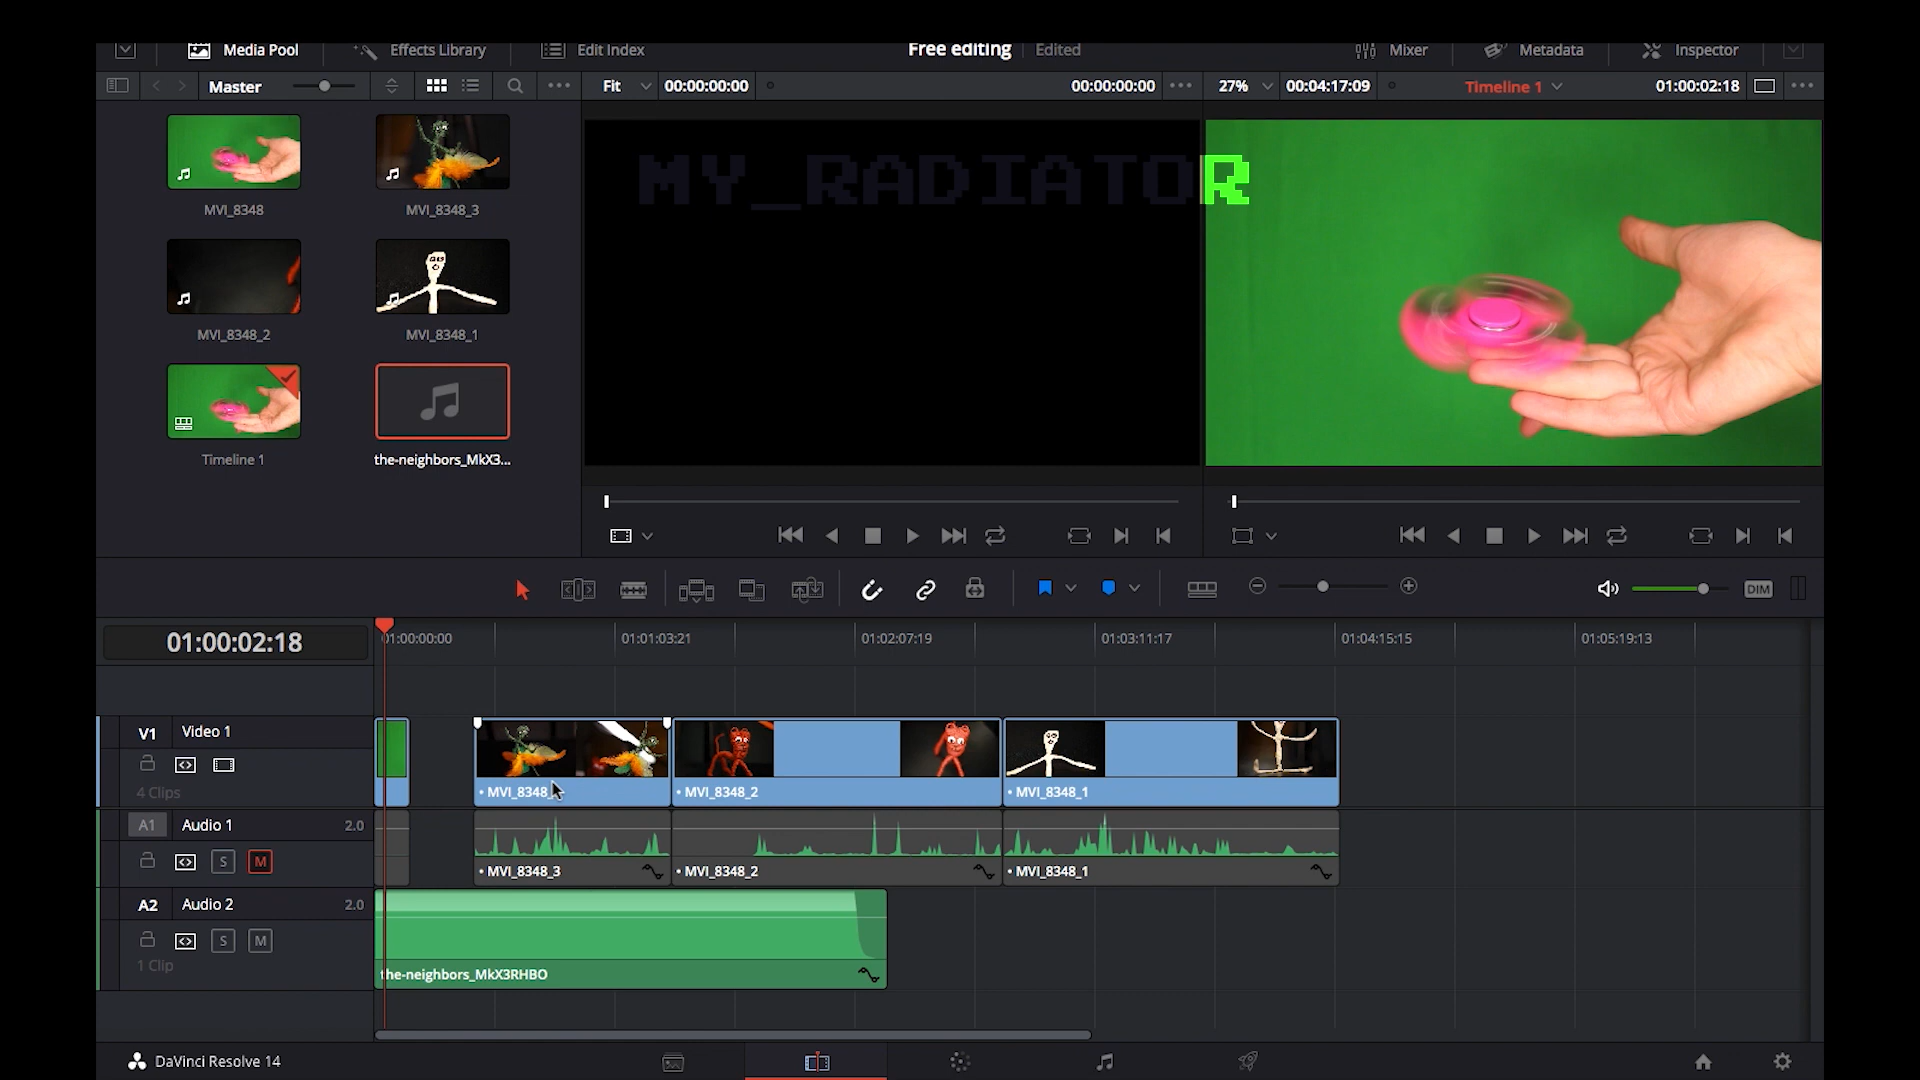 Media Pool Effects Library Edit Index Free editing Edited Mixer Metadata Inspector
Master Fit 00:00:00:00 00:00:00:00 27% 00:04:17:09 Timeline 1 01:00:02:18
MY_RADIATOR
MVI_8348 MVI_8348_3
MVI_8348_2 MVI_8348_1
Timeline 1 the-neighbors_MkX3...
DIM
01:00:02:18 01:00:00:00 01:01:03:21 01:02:07:19 01:03:11:17 01:04:15:15 01:05:19:13
V1 Video 1
4 Clips MVI_8348_ MVI_8348_2 MVI_8348_1
A1 Audio 1 2.0
S M MVI_8348_3 MVI_8348_2 MVI_8348_1
A2 Audio 2 2.0
S M
1 Clip the-neighbors_MkX3RHBO
DaVinci Resolve 14